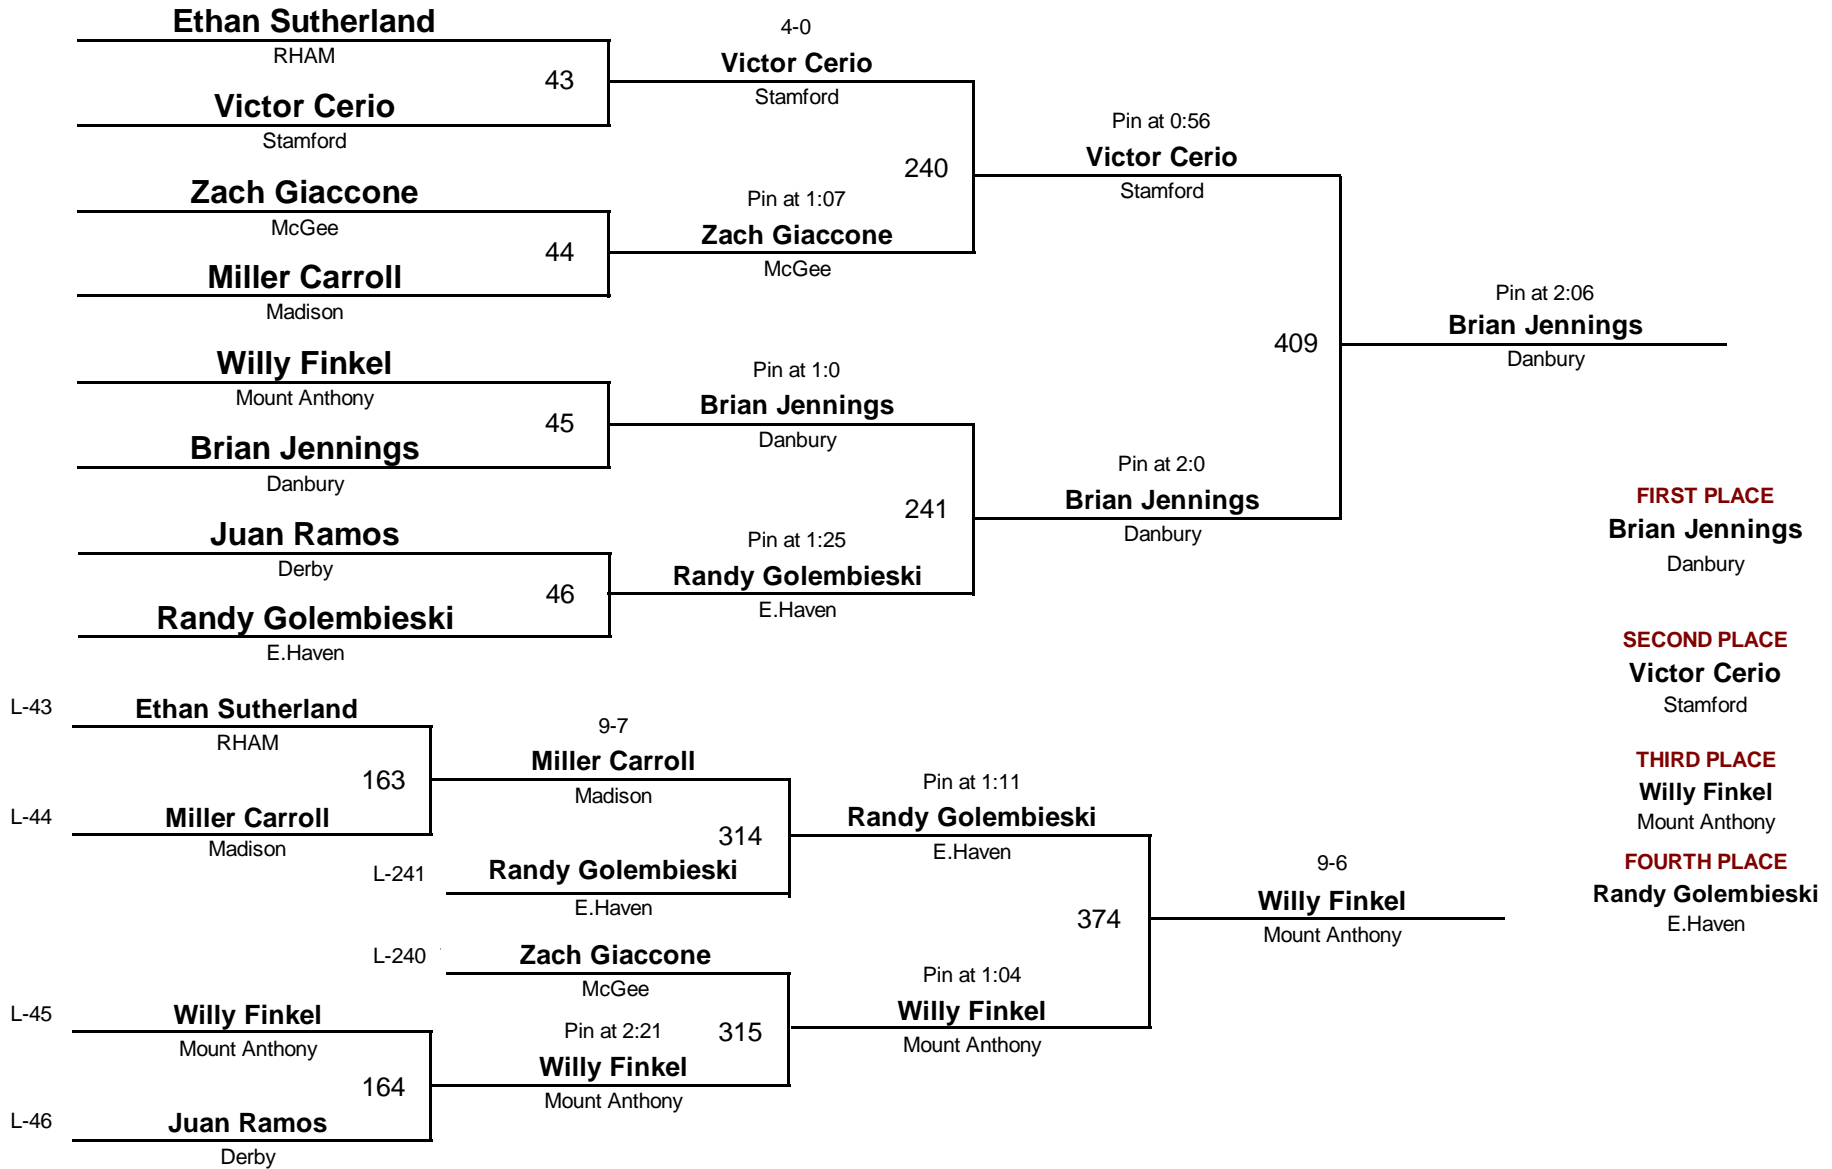 Ethan Sutherland
RHAM
43
Victor Cerio
Stamford
4-0
Victor Cerio
Stamford
Zach Giaccone
McGee
44
Miller Carroll
Madison
240
Pin at 1:07
Zach Giaccone
McGee
Pin at 0:56
Victor Cerio
Stamford
Willy Finkel
Mount Anthony
45
Brian Jennings
Danbury
Pin at 1:0
Brian Jennings
Danbury
Juan Ramos
Derby
46
Randy Golembieski
E.Haven
241
Pin at 1:25
Randy Golembieski
E.Haven
Pin at 2:0
Brian Jennings
Danbury
409
Pin at 2:06
Brian Jennings
Danbury
FIRST PLACE
Brian Jennings
Danbury
SECOND PLACE
Victor Cerio
Stamford
THIRD PLACE
Willy Finkel
Mount Anthony
FOURTH PLACE
Randy Golembieski
E.Haven
L-43
Ethan Sutherland
RHAM
163
L-44
Miller Carroll
Madison
9-7
Miller Carroll
Madison
314
L-241
Randy Golembieski
E.Haven
Pin at 1:11
Randy Golembieski
E.Haven
L-240
Zach Giaccone
McGee
L-45
Willy Finkel
Mount Anthony
164
L-46
Juan Ramos
Derby
Pin at 2:21
315
Willy Finkel
Mount Anthony
Pin at 1:04
Willy Finkel
Mount Anthony
374
9-6
Willy Finkel
Mount Anthony